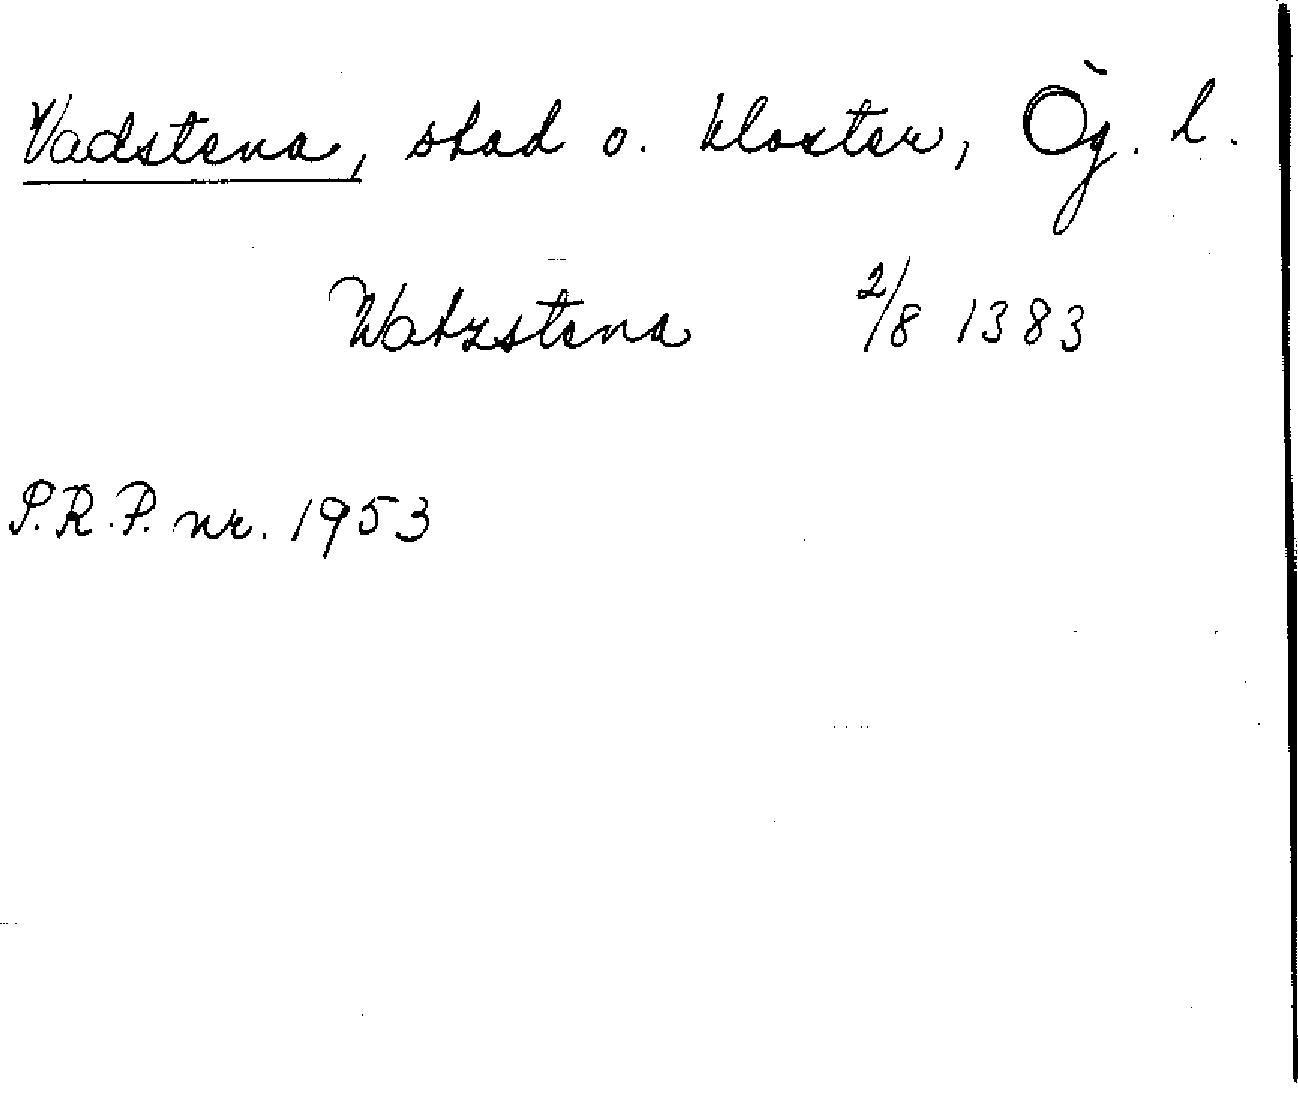 Vadstena, stad o. kloster, Ög. l.
Watzstena 2/8 1383
P.R.P. nr. 1953